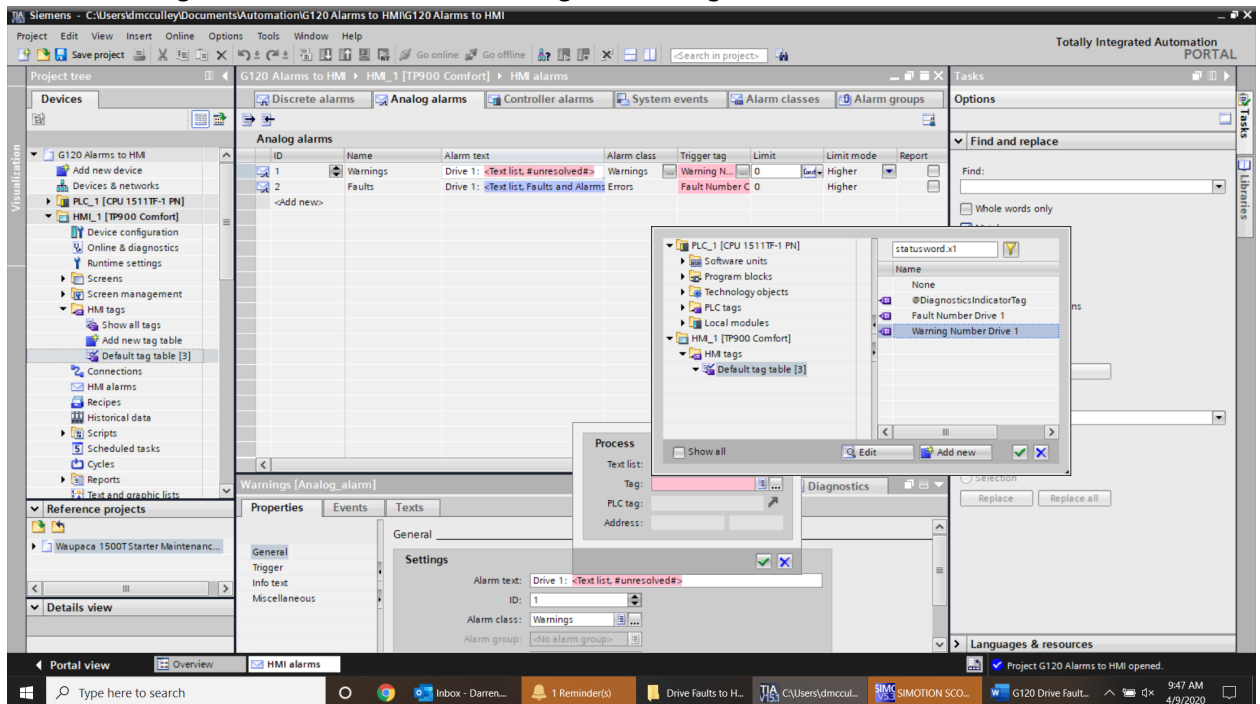 Siemens - C:\Users\dmcculley\Documents\Automation\G120 Alarms to HMI\G120 Alarms to HMI
Project Edit View Insert Online Options Tools Window Help
Totally Integrated Automation
PORTAL
Save project
Go online
Go offline
<Search in project>
Project tree
G120 Alarms to HMI HMI_1 [TP900 Comfort] HMI alarms
Tasks
Devices
Discrete alarms
Analog alarms
Controller alarms
System events
Alarm classes
Alarm groups
Options
Tasks
Libraries
Visualization
Analog alarms
Find and replace
ID Name Alarm text Alarm class Trigger tag Limit Limit mode Report
1 Warnings Drive 1: <Text list, #unresolved#> Warnings Warning N... 0 Higher
2 Faults Drive 1: <Text list, Faults and Alarms Errors Fault Number C 0 Higher
<Add new>
Find:
Whole words only
G120 Alarms to HMI
Add new device
Devices & networks
PLC_1 [CPU 1511TF-1 PN]
HMI_1 [TP900 Comfort]
Device configuration
Online & diagnostics
Runtime settings
Screens
Screen management
HMI tags
Show all tags
Add new tag table
Default tag table [3]
Connections
HMI alarms
Recipes
Historical data
Scripts
Scheduled tasks
Cycles
Reports
Text and graphic lists
PLC_1 [CPU 1511TF-1 PN]
Software units
Program blocks
Technology objects
PLC tags
Local modules
HMI_1 [TP900 Comfort]
HMI tags
Default tag table [3]
statusword.x1
Name
None
@DiagnosticsIndicatorTag
Fault Number Drive 1
Warning Number Drive 1
Show all
Edit
Add new
Process
Text list:
Tag:
PLC tag:
Address:
Selection
Replace
Replace all
Warnings [Analog_alarm]
Diagnostics
Properties
Events
Texts
General
Trigger
Info text
Miscellaneous
General
Settings
Alarm text: Drive 1: <Text list, #unresolved#>
ID: 1
Alarm class: Warnings
Alarm group: <No alarm group>
Reference projects
Waupaca 1500T Starter Maintenanc...
Details view
Languages & resources
Portal view
Overview
HMI alarms
Project G120 Alarms to HMI opened.
Type here to search
Inbox - Darren....
1 Reminder(s)
Drive Faults to H...
C:\Users\dmccul...
SIMOTION SCO...
G120 Drive Fault...
9:47 AM
4/9/2020